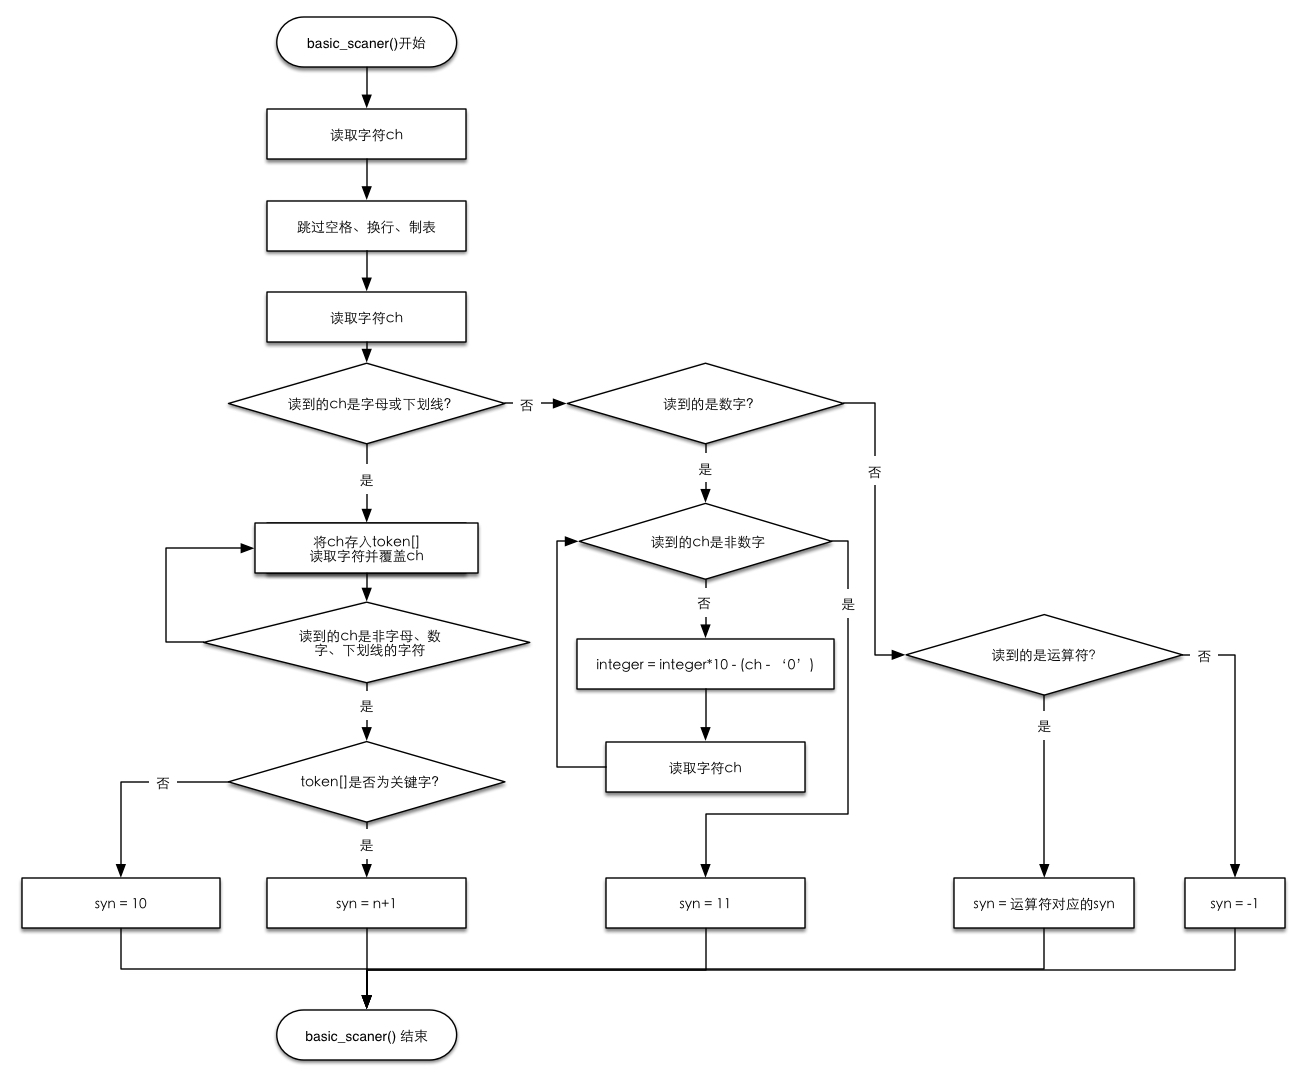 basic_scaner()开始
读取字符ch
跳过空格、换行、制表
读取字符ch
读到的ch是字母或下划线?
否
读到的是数字?
是
是
否
将ch存入token[]
读取字符并覆盖ch
读到的ch是非数字
否
是
读到的ch是非字母、数
字、下划线的字符
integer = integer*10 - (ch - ‘0’)
读到的是运算符?
否
是
是
读取字符ch
token[]是否为关键字?
否
是
syn = 10
syn = n+1
syn = 11
syn = 运算符对应的syn
syn = -1
basic_scaner() 结束